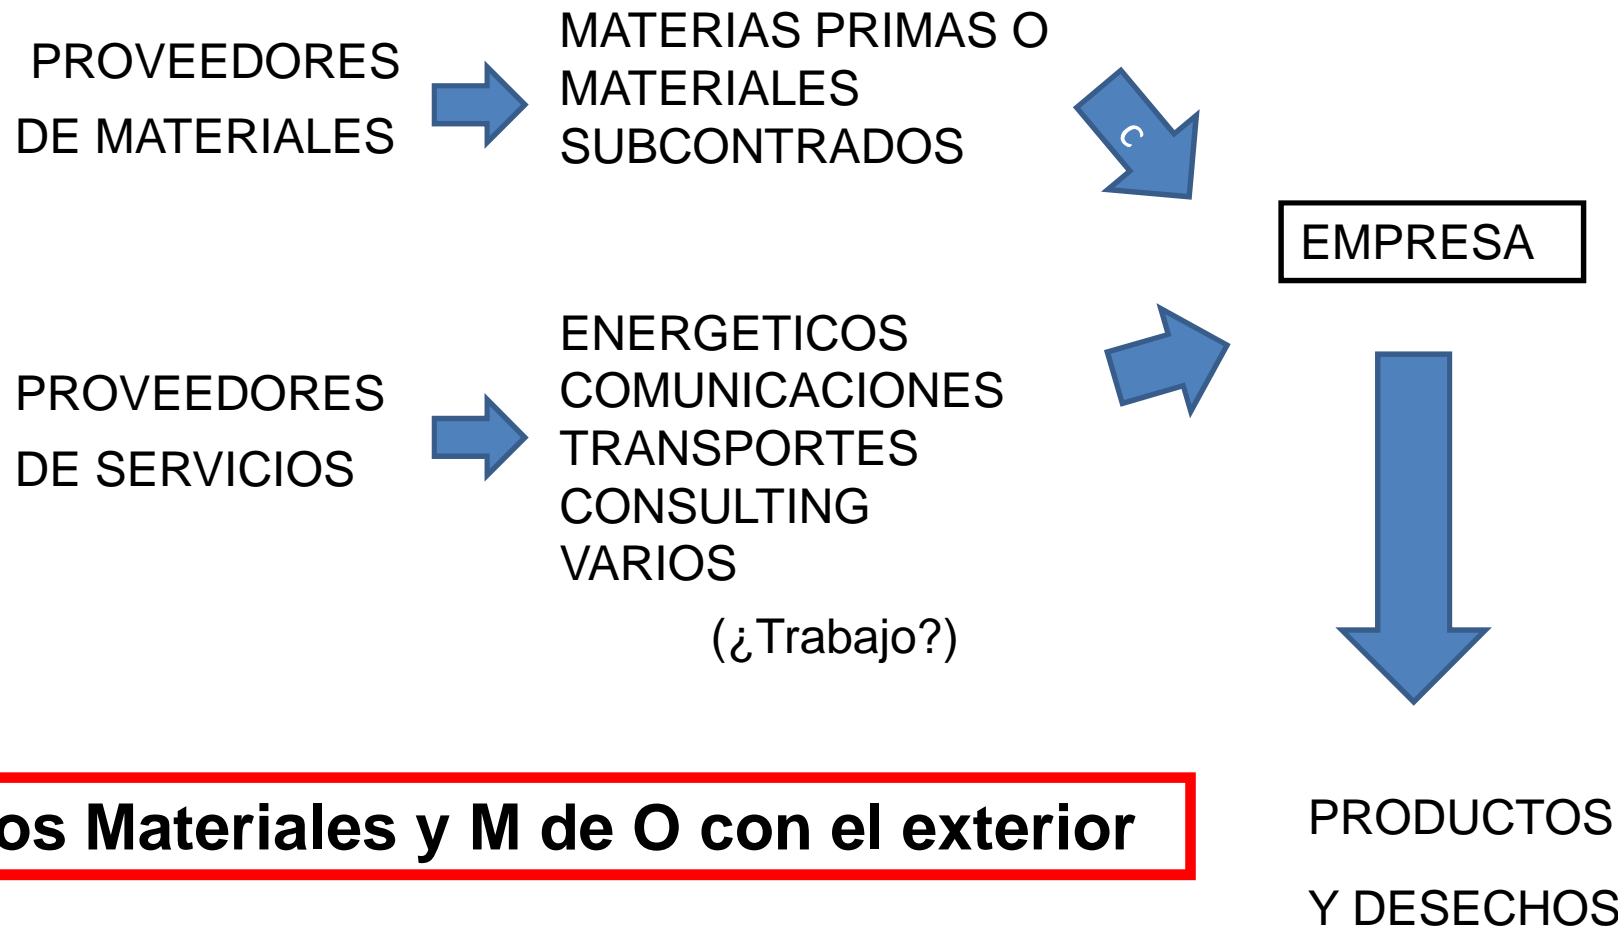 PROVEEDORES
DE MATERIALES
MATERIAS PRIMAS O
MATERIALES
SUBCONTRADOS
C
EMPRESA
PROVEEDORES
DE SERVICIOS
ENERGETICOS
COMUNICACIONES
TRANSPORTES
CONSULTING
VARIOS
(¿Trabajo?)
os Materiales y M de O con el exterior
PRODUCTOS
Y DESECHOS